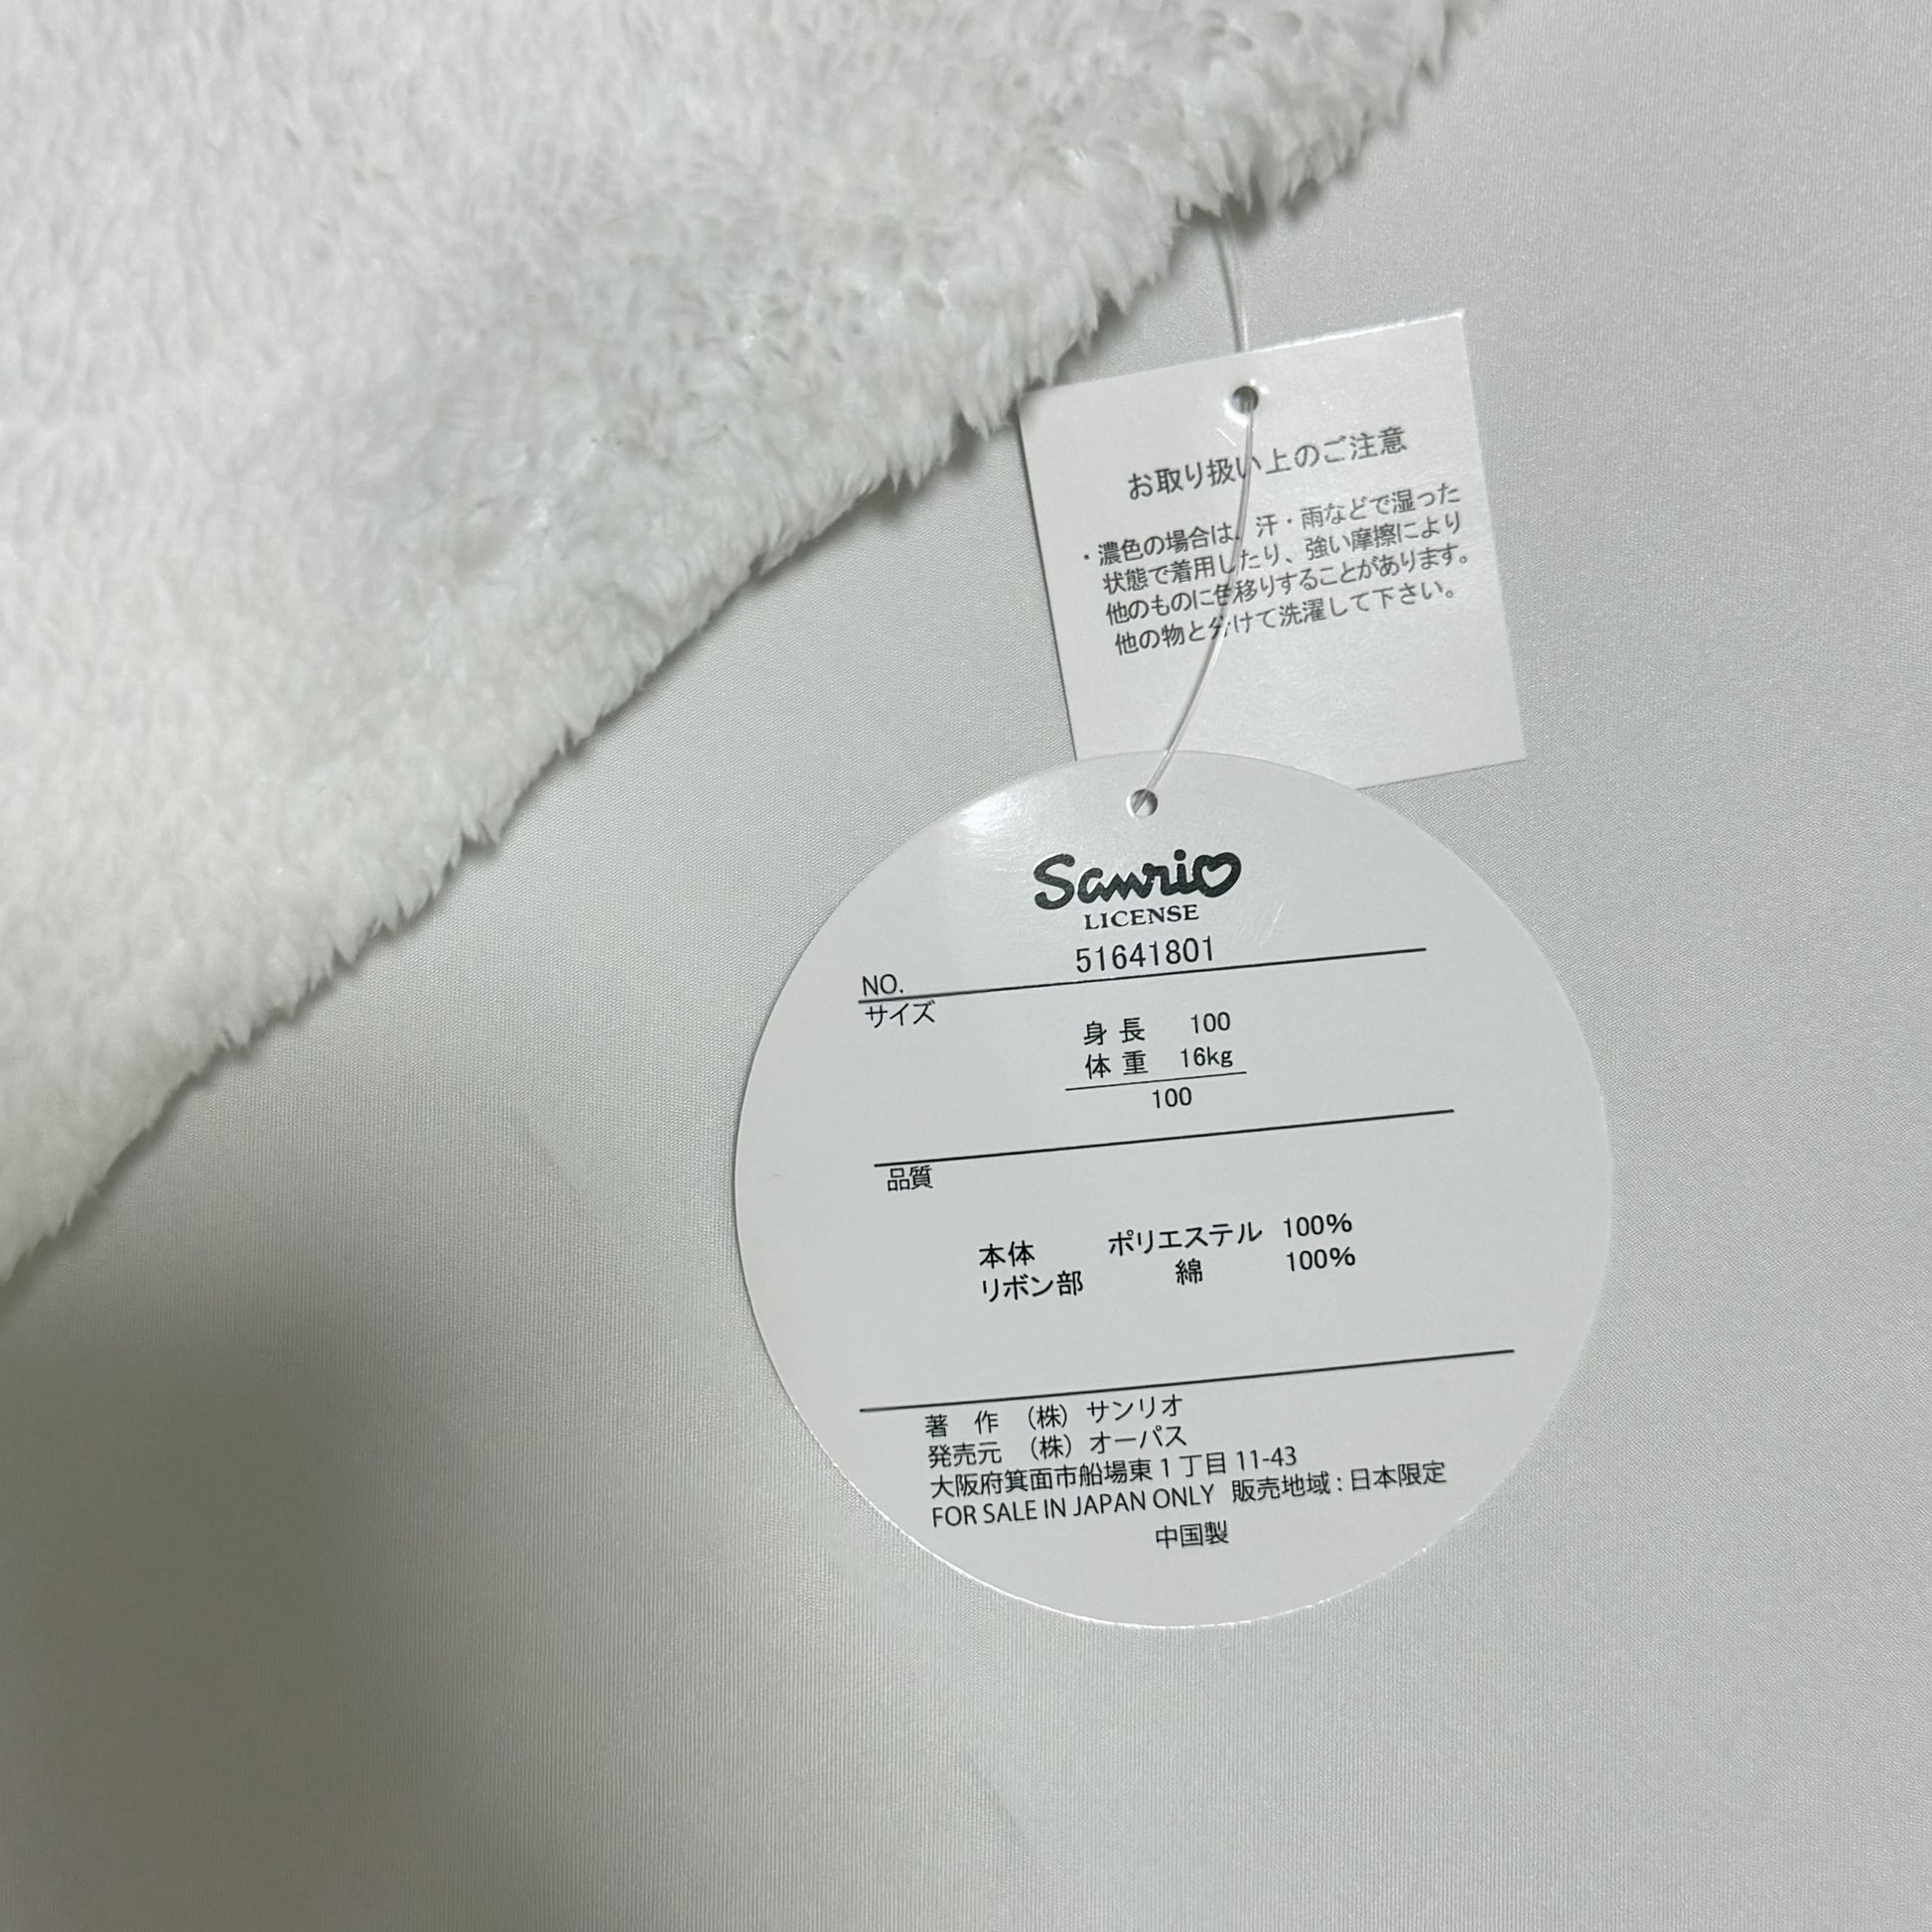 お取り扱い上のご注意
・濃色の場合は、汗・雨などで湿った
状態で着用したり、強い摩擦により
他のものに色移りすることがあります。
他の物と分けて洗濯して下さい。
Sanrio
LICENSE
NO. 51641801
サイズ
身長 100
体重 16kg
100
品質
本体 ポリエステル 100%
リボン部 綿 100%
著作 （株）サンリオ
発売元 （株）オーパス
大阪府箕面市船場東1丁目11-43
FOR SALE IN JAPAN ONLY 販売地域：日本限定
中国製